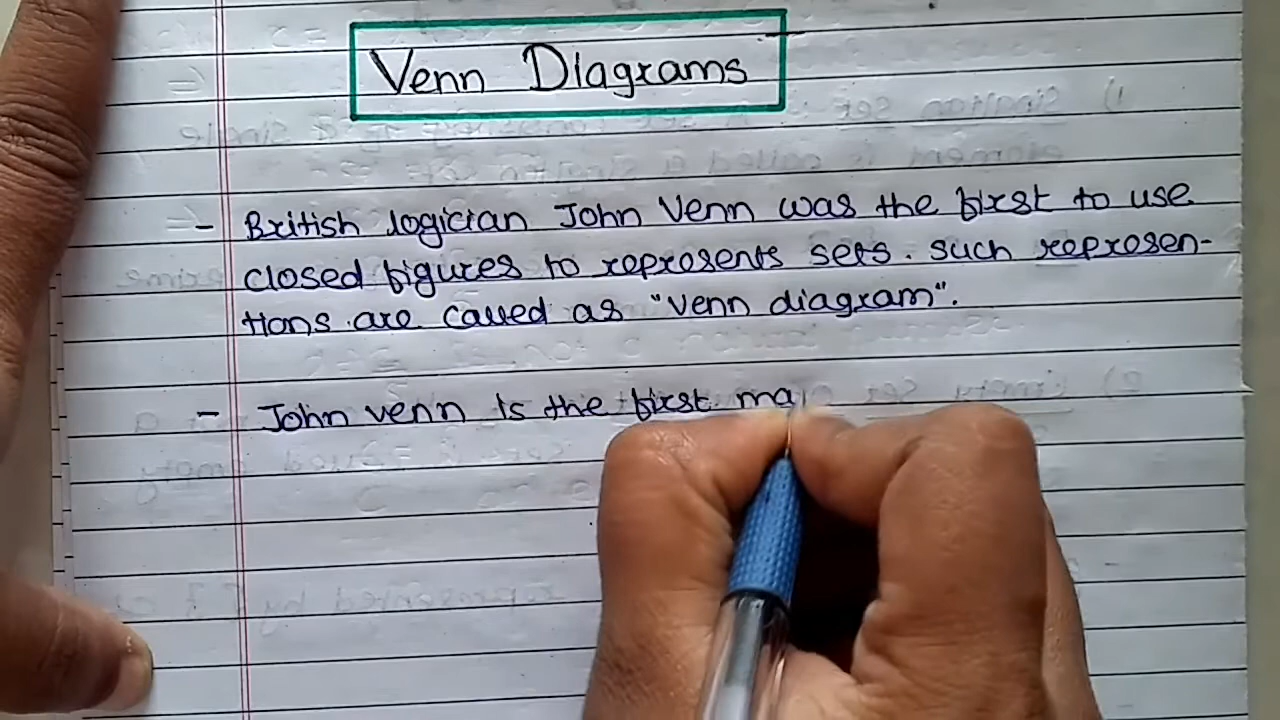 Venn Diagrams
- British logician John Venn was the first to use
closed figures to represents sets. such represen-
tions are called as "venn diagram".
- John venn is the first ma